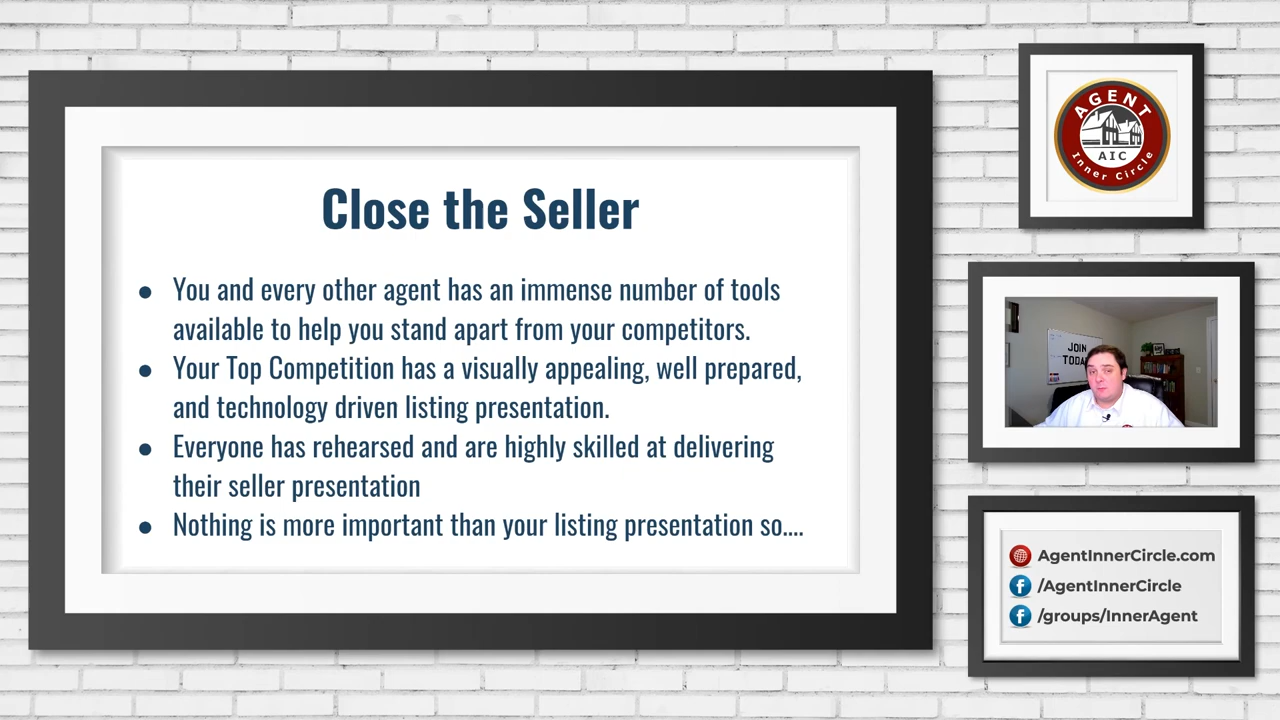 Close the Seller
● You and every other agent has an immense number of tools
available to help you stand apart from your competitors.
● Your Top Competition has a visually appealing, well prepared,
and technology driven listing presentation.
● Everyone has rehearsed and are highly skilled at delivering
their seller presentation
● Nothing is more important than your listing presentation so....
AGENT
AIC
Inner Circle
JOIN
TODA
AgentInnerCircle.com
/AgentInnerCircle
/groups/InnerAgent